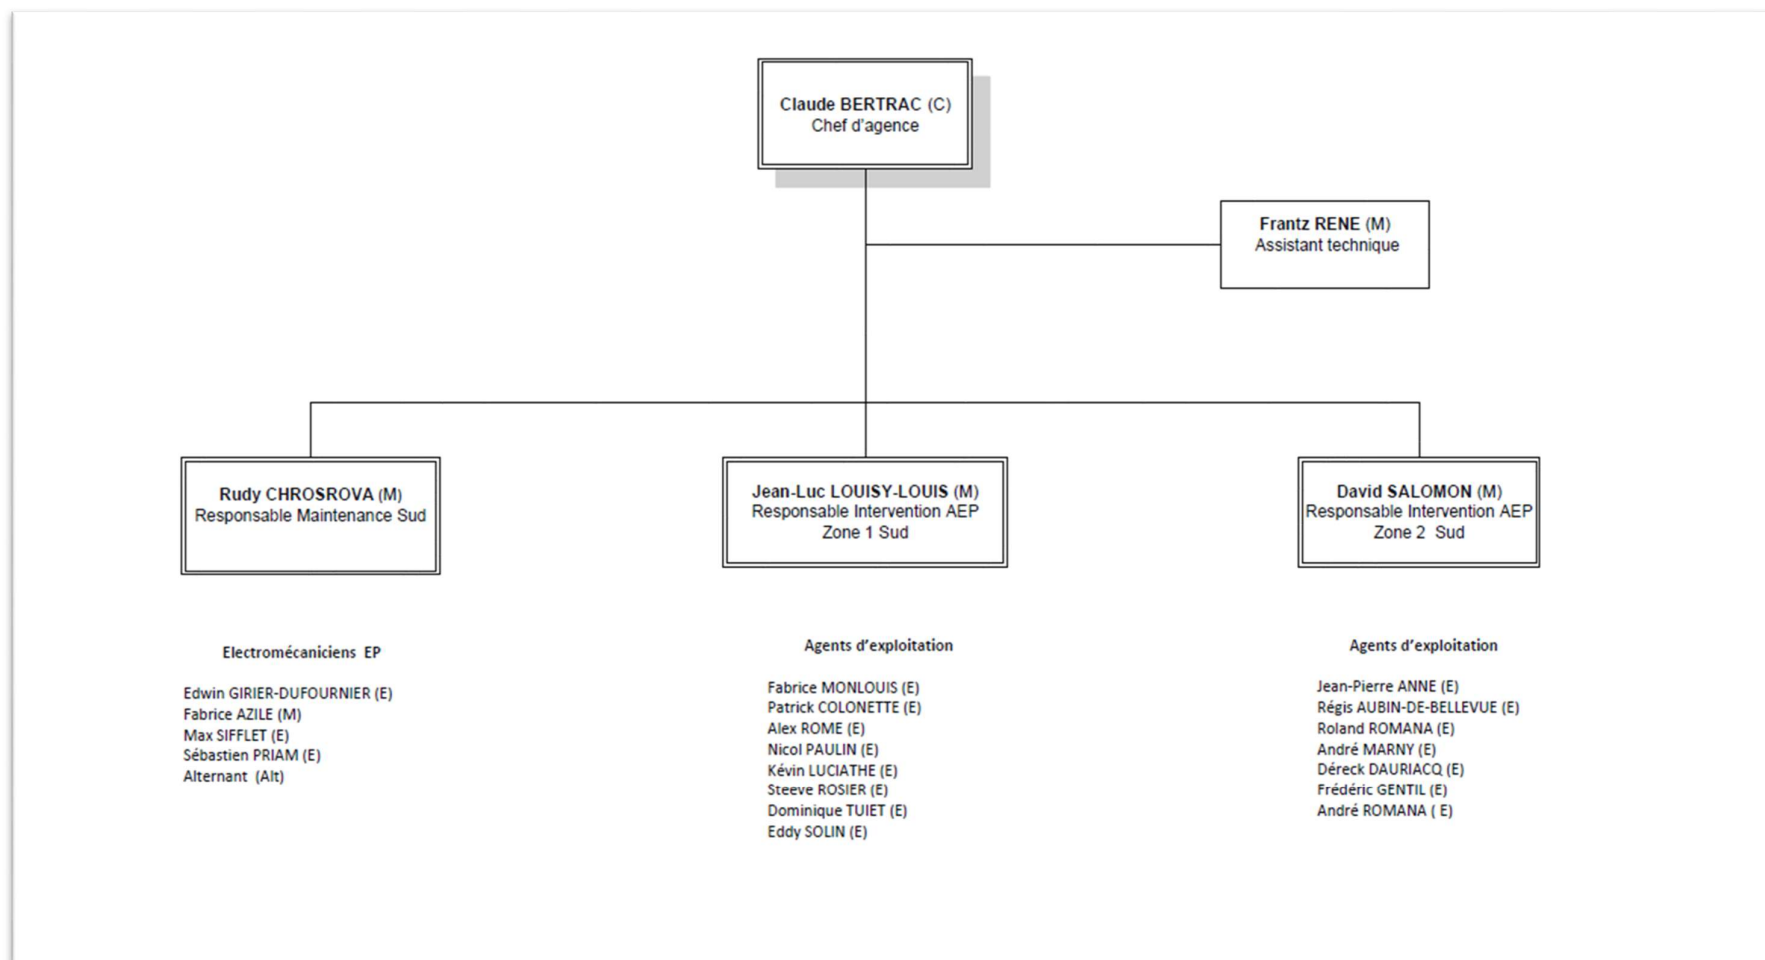 Claude BERTRAC (C)
Chef d'agence
Frantz RENE (M)
Assistant technique
Rudy CHROSROVA (M)
Responsable Maintenance Sud
Jean-Luc LOUISY-LOUIS (M)
Responsable Intervention AEP
Zone 1 Sud
David SALOMON (M)
Responsable Intervention AEP
Zone 2 Sud
Electromécaniciens EP
Edwin GIRIER-DUFOURNIER (E)
Fabrice AZILE (M)
Max SIFFLET (E)
Sébastien PRIAM (E)
Alternant (Alt)
Agents d'exploitation
Fabrice MONLOUIS (E)
Patrick COLONETTE (E)
Alex ROME (E)
Nicol PAULIN (E)
Kévin LUCIATHE (E)
Steeve ROSIER (E)
Dominique TUIET (E)
Eddy SOLIN (E)
Agents d'exploitation
Jean-Pierre ANNE (E)
Régis AUBIN-DE-BELLEVUE (E)
Roland ROMANA (E)
André MARNY (E)
Déreck DAURIACQ (E)
Frédéric GENTIL (E)
André ROMANA ( E)